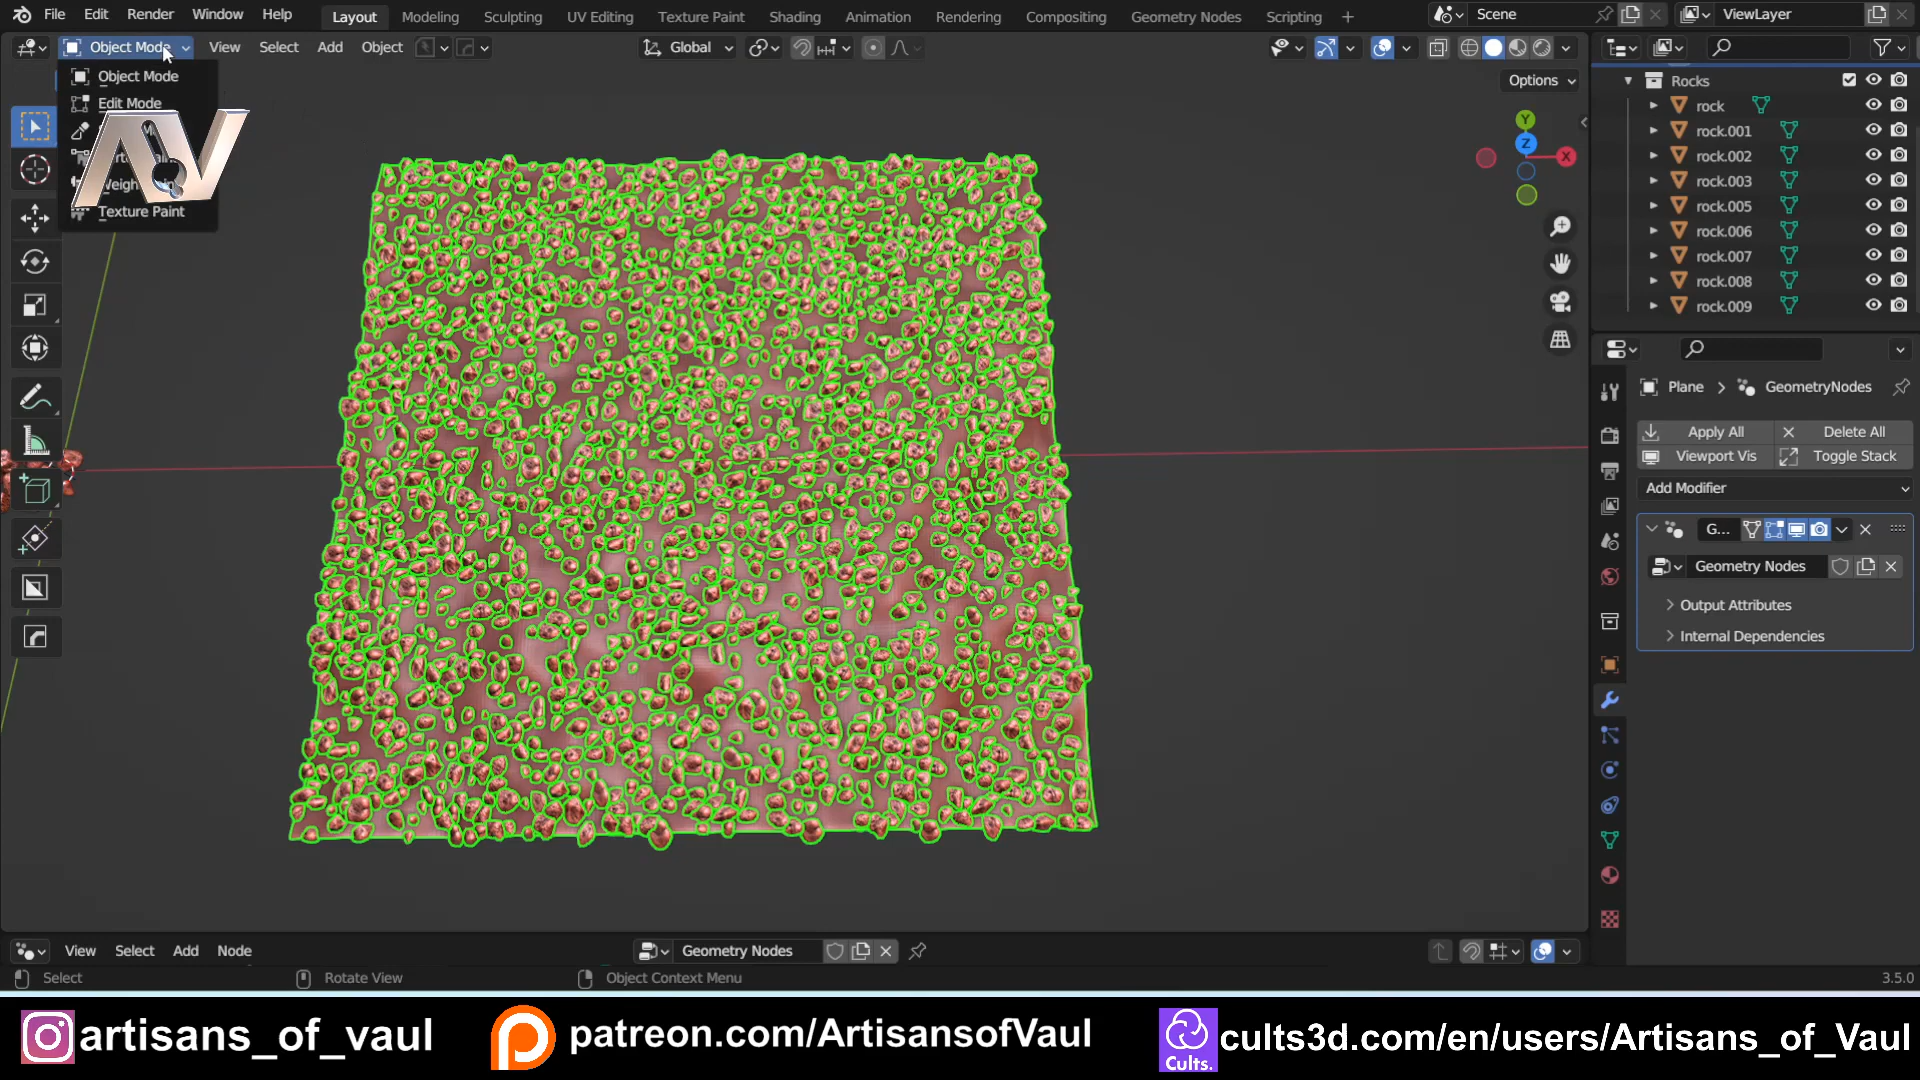 File Edit Render Window Help Layout Modeling Sculpting UV Editing Texture Paint Shading Animation Rendering Compositing Geometry Nodes Scripting + Scene ViewLayer
Object Mode View Select Add Object Global
Options
Object Mode
Edit Mode
Texture Paint
Rocks
rock
rock.001
rock.002
rock.003
rock.005
rock.006
rock.007
rock.008
rock.009
Y
Z
X
Plane > GeometryNodes
Apply All Delete All
Viewport Vis Toggle Stack
Add Modifier
G...
Geometry Nodes
Output Attributes
Internal Dependencies
View Select Add Node Geometry Nodes
Select Rotate View Object Context Menu 3.5.0
artisans_of_vaul patreon.com/ArtisansofVaul Cults. cults3d.com/en/users/Artisans_of_Vaul